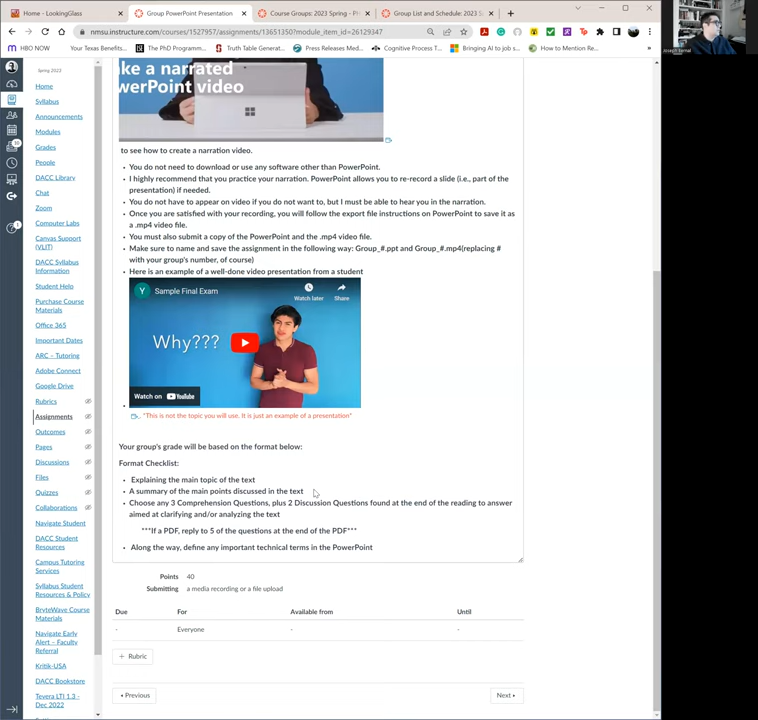 Home - LookingGlass
Group PowerPoint Presentation
Course Groups: 2023 Spring - PH
Group List and Schedule: 2023 S
nmsu.instructure.com/courses/1527957/assignments/13651350?module_item_id=26129347
HBO NOW
Your Texas Benefits...
The PhD Programm...
Truth Table Generat...
Press Releases Med...
Cognitive Process T...
Bringing AI to job s...
How to Mention Re...
Spring 2023
Home
Syllabus
Announcements
Modules
Grades
People
DACC Library
Chat
Zoom
Computer Labs
Canvas Support
(VLIT)
DACC Syllabus
Information
Student Help
Purchase Course
Materials
Office 365
Important Dates
ARC - Tutoring
Adobe Connect
Google Drive
Rubrics
Assignments
Outcomes
Pages
Discussions
Files
Quizzes
Collaborations
Navigate Student
DACC Student
Resources
Campus Tutoring
Services
Syllabus Student
Resources & Policy
BryteWave Course
Materials
Navigate Early
Alert – Faculty
Referral
Kritik-USA
DACC Bookstore
Tevera LTI 1.3 -
Dec 2022
ke a narrated
werPoint video
to see how to create a narration video.
• You do not need to download or use any software other than PowerPoint.
• I highly recommend that you practice your narration. PowerPoint allows you to re-record a slide (i.e., part of the
presentation) if needed.
• You do not have to appear on video if you do not want to, but I must be able to hear you in the narration.
• Once you are satisfied with your recording, you will follow the export file instructions on PowerPoint to save it as
a .mp4 video file.
• You must also submit a copy of the PowerPoint and the .mp4 video file.
• Make sure to name and save the assignment in the following way: Group_#.ppt and Group_#.mp4(replacing #
with your group's number, of course)
• Here is an example of a well-done video presentation from a student
Y
Sample Final Exam
Watch later
Share
Why???
Watch on YouTube
"This is not the topic you will use. It is just an example of a presentation"
Your group's grade will be based on the format below:
Format Checklist:
• Explaining the main topic of the text
• A summary of the main points discussed in the text
• Choose any 3 Comprehension Questions, plus 2 Discussion Questions found at the end of the reading to answer
aimed at clarifying and/or analyzing the text
***If a PDF, reply to 5 of the questions at the end of the PDF***
• Along the way, define any important technical terms in the PowerPoint
Points 40
Submitting a media recording or a file upload
Due For Available from Until
- Everyone - -
+ Rubric
‹ Previous
Next ›